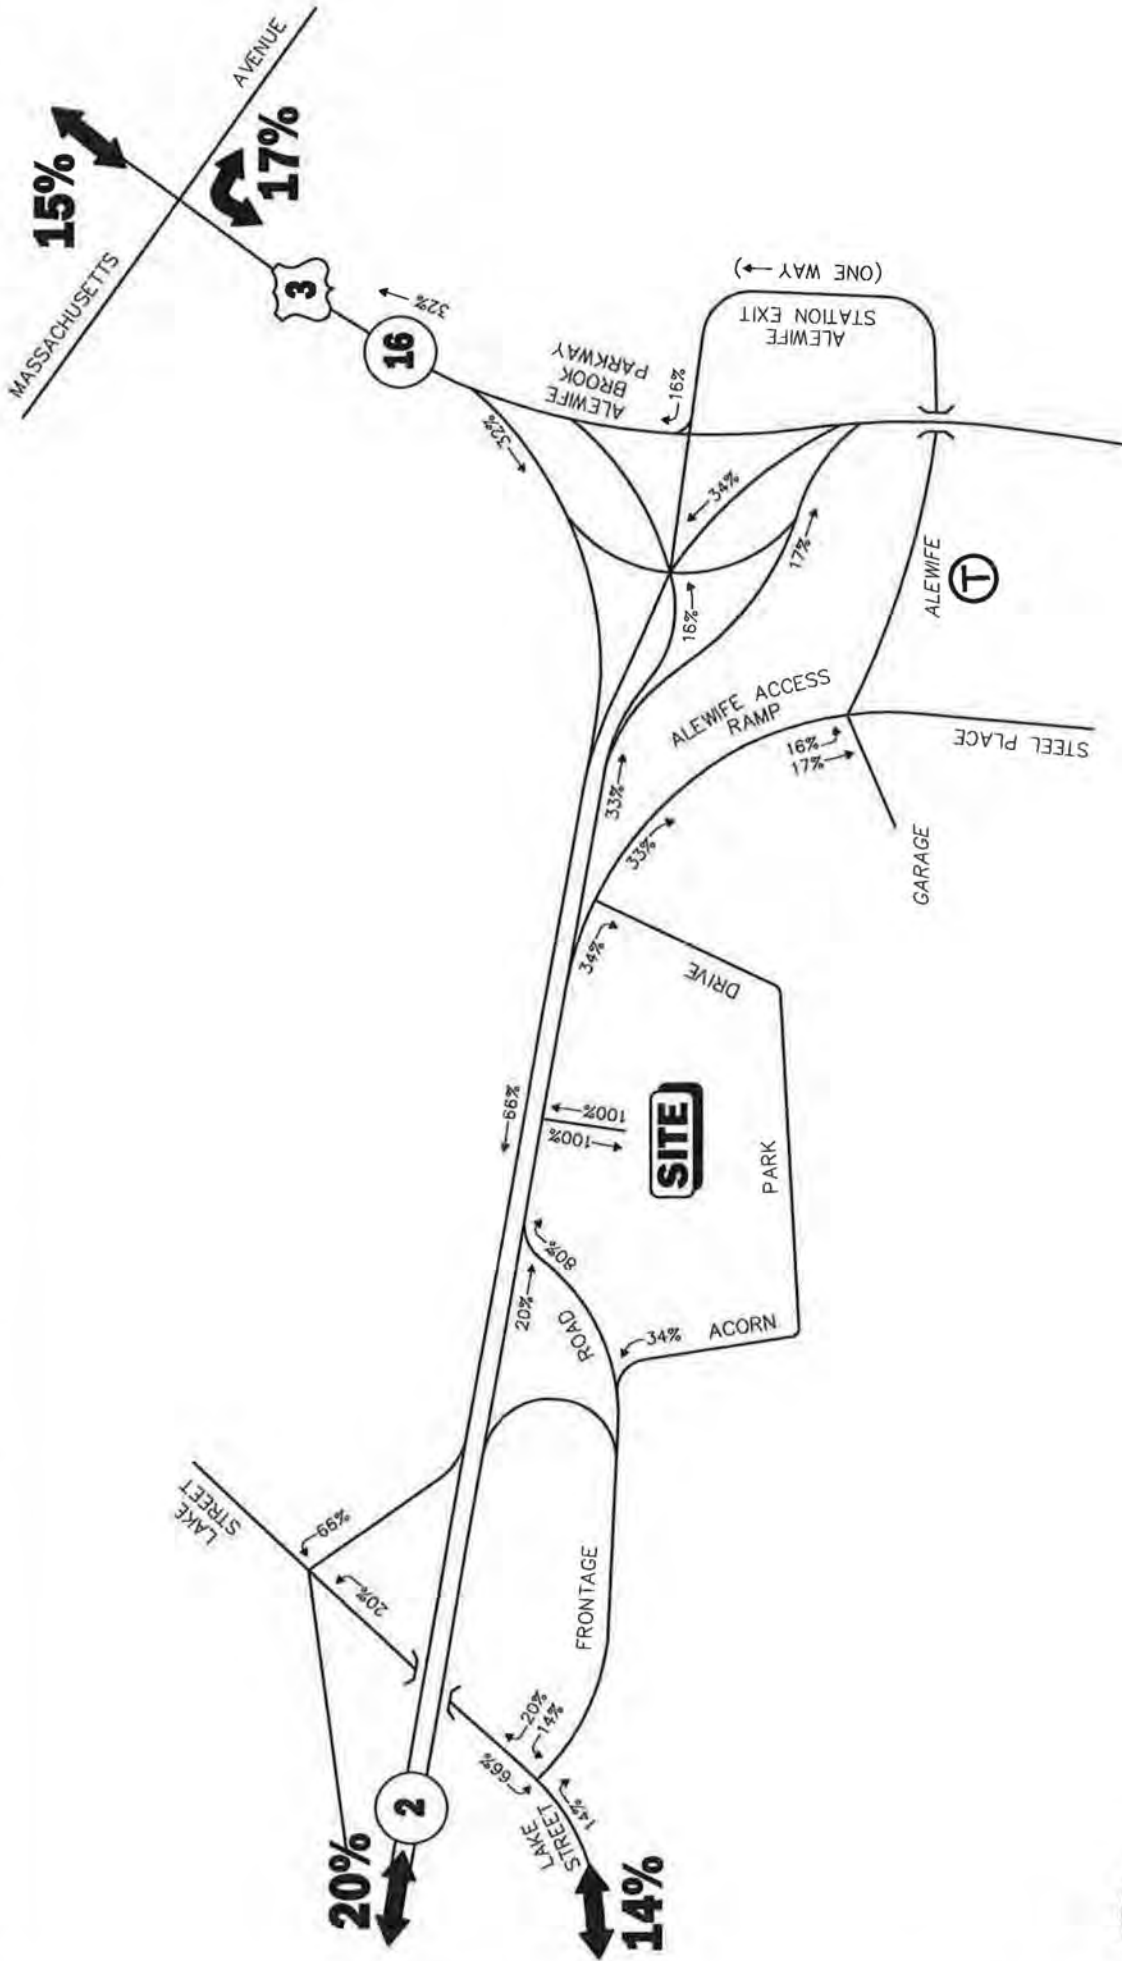 15%
MASSACHUSETTS
AVENUE
17%
3
16
32%
32%
ALEWIFE
BROOK
PARKWAY
16%
ALEWIFE
STATION EXIT
(ONE WAY ←)
34%
17%
16%
ALEWIFE
T
ALEWIFE ACCESS
RAMP
33%
33%
16%
17%
STEEL PLACE
GARAGE
34%
DRIVE
66%
100%
100%
SITE
PARK
80%
20%
ROAD
34%
ACORN
LAKE
STREET
66%
20%
FRONTAGE
20%
14%
66%
14%
LAKE
STREET
2
20%
14%